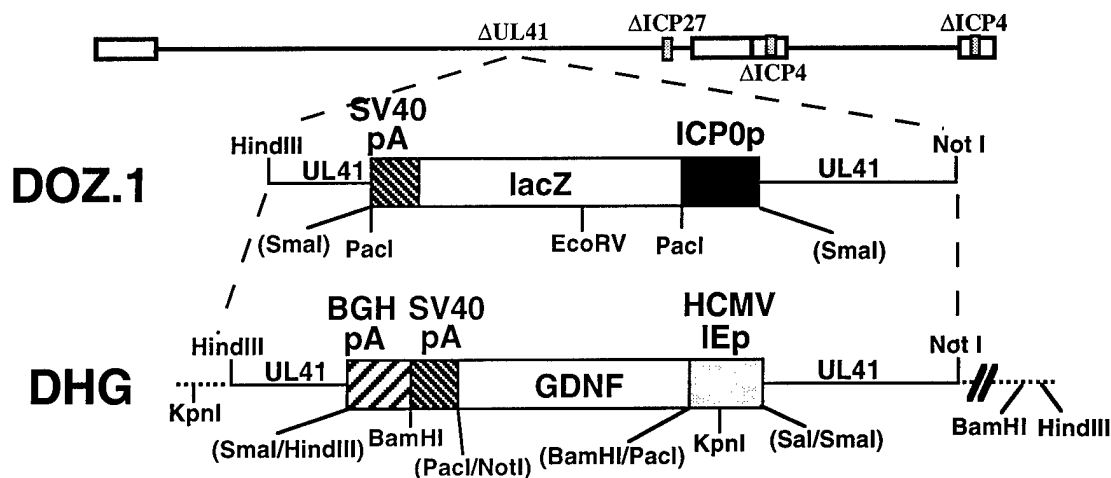 ΔUL41
ΔICP27
ΔICP4
ΔICP4
SV40
pA
ICP0p
HindIII
UL41
UL41
Not I
DOZ.1
lacZ
(SmaI)
PacI
EcoRV
PacI
(SmaI)
BGH
pA
SV40
pA
HCMV
IEp
HindIII
UL41
UL41
Not I
DHG
GDNF
KpnI
(SmaI/HindIII)
BamHI
(PacI/NotI)
(BamHI/PacI)
KpnI
(Sal/SmaI)
BamHI
HindIII